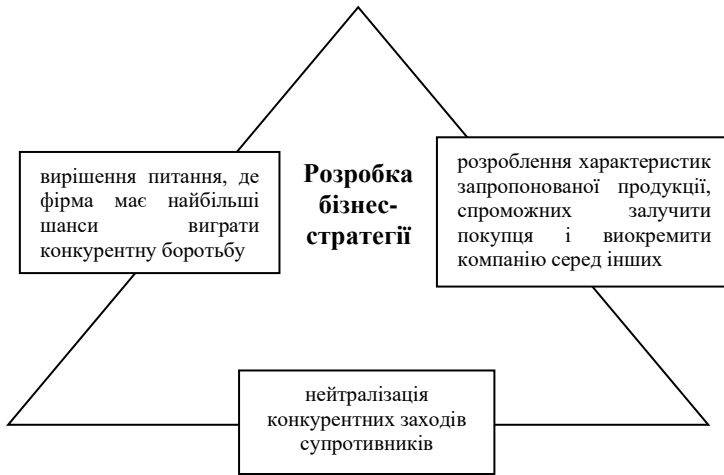 вирішення питання, де
фірма має найбільші
шанси виграти
конкурентну боротьбу
Розробка
бізнес-
стратегії
розроблення характеристик
запропонованої продукції,
спроможних залучити
покупця і виокремити
компанію серед інших
нейтралізація
конкурентних заходів
супротивників